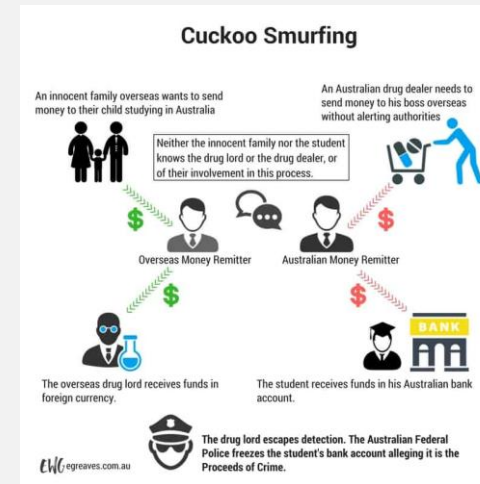 Cuckoo Smurfing
An innocent family overseas wants to send
money to their child studying in Australia
An Australian drug dealer needs to
send money to his boss overseas
without alerting authorities
Neither the innocent family nor the student
knows the drug lord or the drug dealer, or
of their involvement in this process.
$
$
Overseas Money Remitter
Australian Money Remitter
$
$
BANK
The overseas drug lord receives funds in
foreign currency.
The student receives funds in his Australian bank
account.
The drug lord escapes detection. The Australian Federal
Police freezes the student's bank account alleging it is the
Proceeds of Crime.
EWG egreaves.com.au